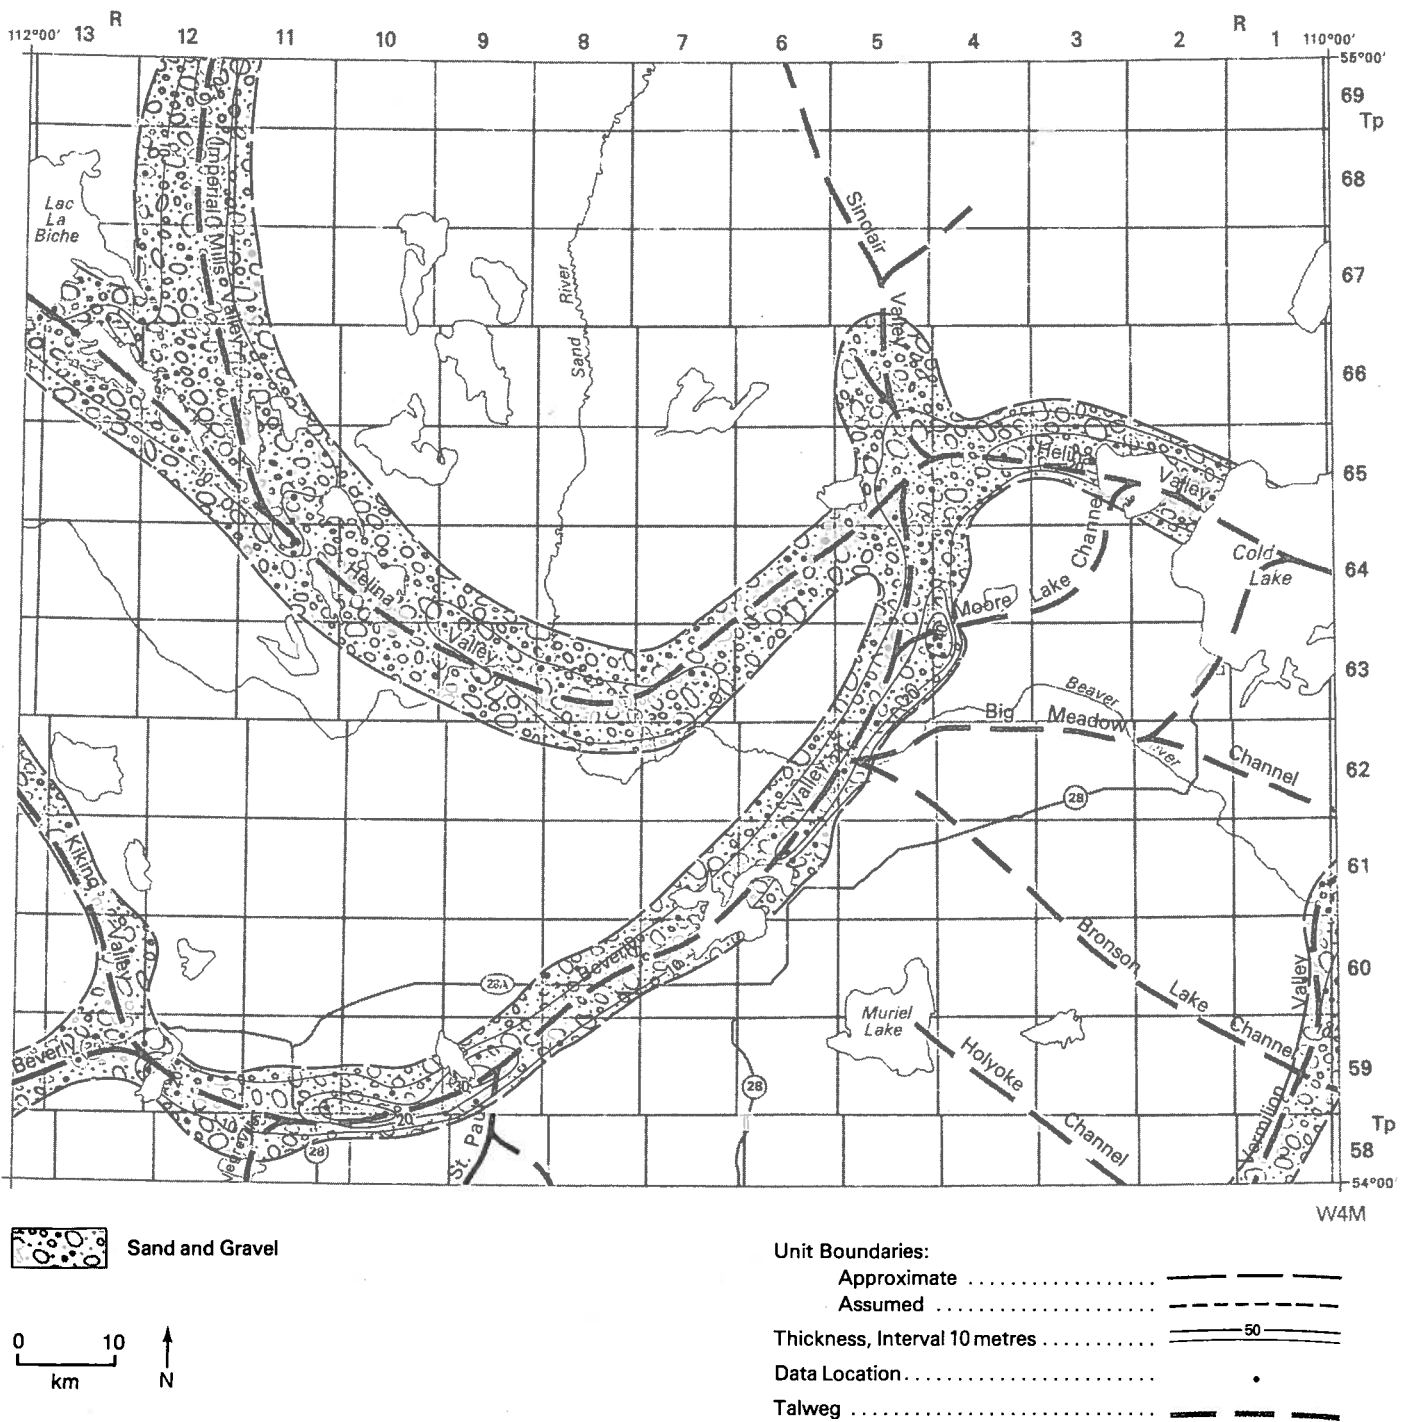 R R
112°00' 13 12 11 10 9 8 7 6 5 4 3 2 1 110°00'
55°00'
69
Tp
68
67
66
65
64
63
62
61
60
59
Tp
58
54°00'
W4M
Imperial Mills Valley
Lac
La
Biche
Sand River
Sinclair Valley
Helina Valley
Cold
Lake
Helina Valley
Moore Lake Channel
Beaver River
Big Meadow Channel
28
Kiking Valley
Beverly Valley
Bronson Lake Channel
28A
Muriel
Lake
Holyoke Channel
28
Vermilion Valley
Beverly
10
20
30
20
10
28
St. Paul
Sand and Gravel
0 10
km
N
Unit Boundaries:
Approximate
Assumed
Thickness, Interval 10 metres 50
Data Location
Talweg